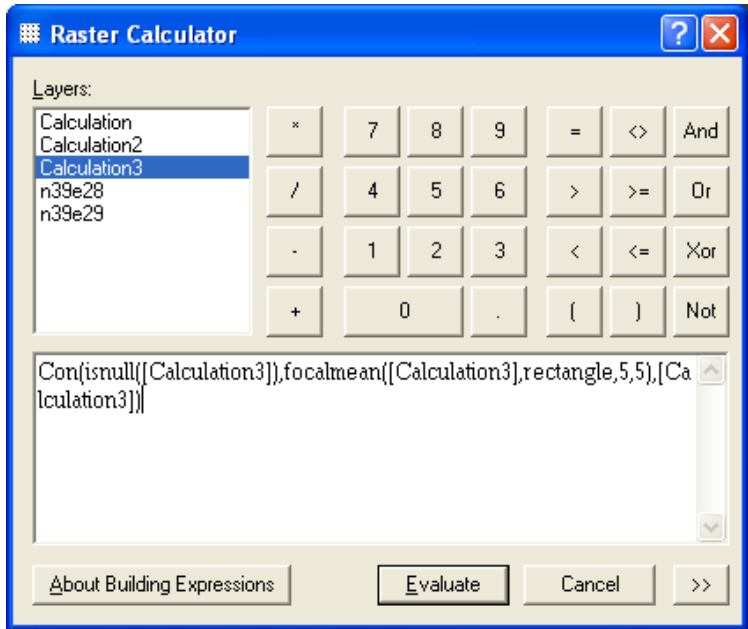 Raster Calculator
Layers:
Calculation
Calculation2
Calculation3
n39e28
n39e29
* 7 8 9 = <> And
/ 4 5 6 > >= Or
- 1 2 3 < <= Xor
+ 0 . ( ) Not
Con(isnull([Calculation3]),focalmean([Calculation3],rectangle,5,5),[Ca
lculation3])
About Building Expressions Evaluate Cancel >>